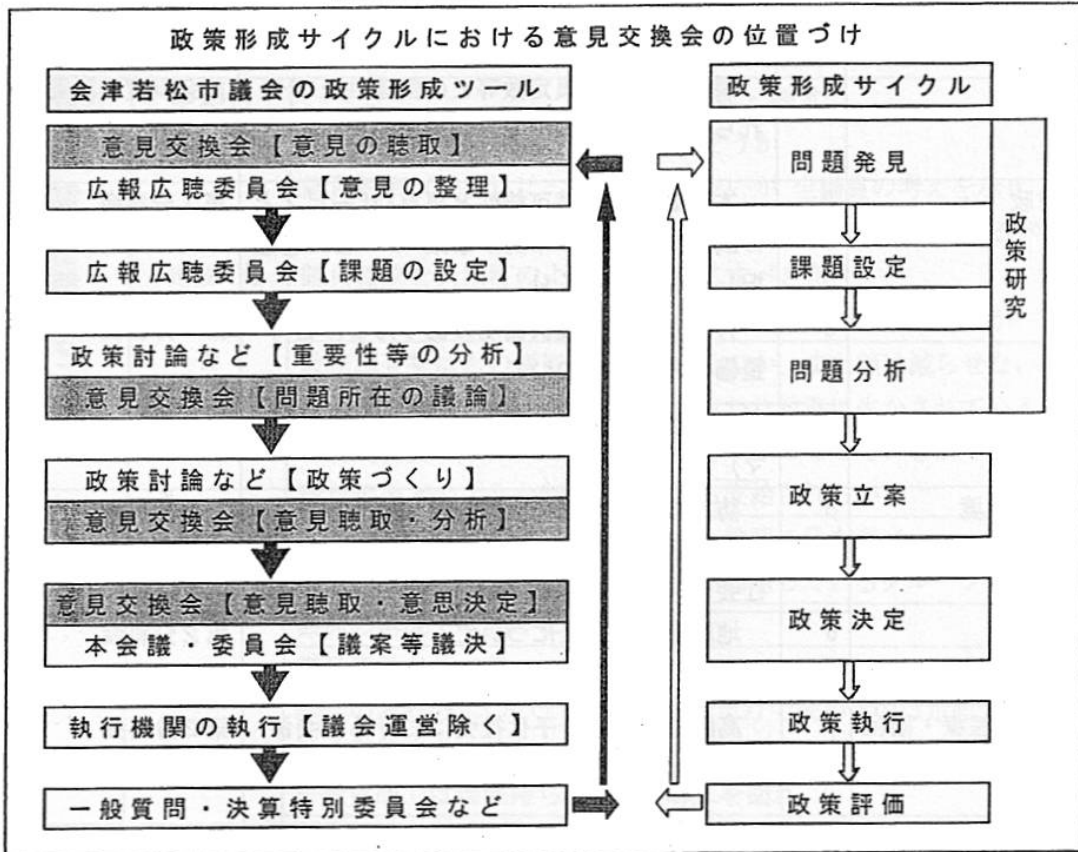 政策形成サイクルにおける意見交換会の位置づけ
会津若松市議会の政策形成ツール
意見交換会【意見の聴取】
広報広聴委員会【意見の整理】
広報広聴委員会【課題の設定】
政策討論など【重要性等の分析】
意見交換会【問題所在の議論】
政策討論など【政策づくり】
意見交換会【意見聴取・分析】
意見交換会【意見聴取・意思決定】
本会議・委員会【議案等議決】
執行機関の執行【議会運営除く】
一般質問・決算特別委員会など
政策形成サイクル
問題発見
課題設定
問題分析
政策研究
政策立案
政策決定
政策執行
政策評価